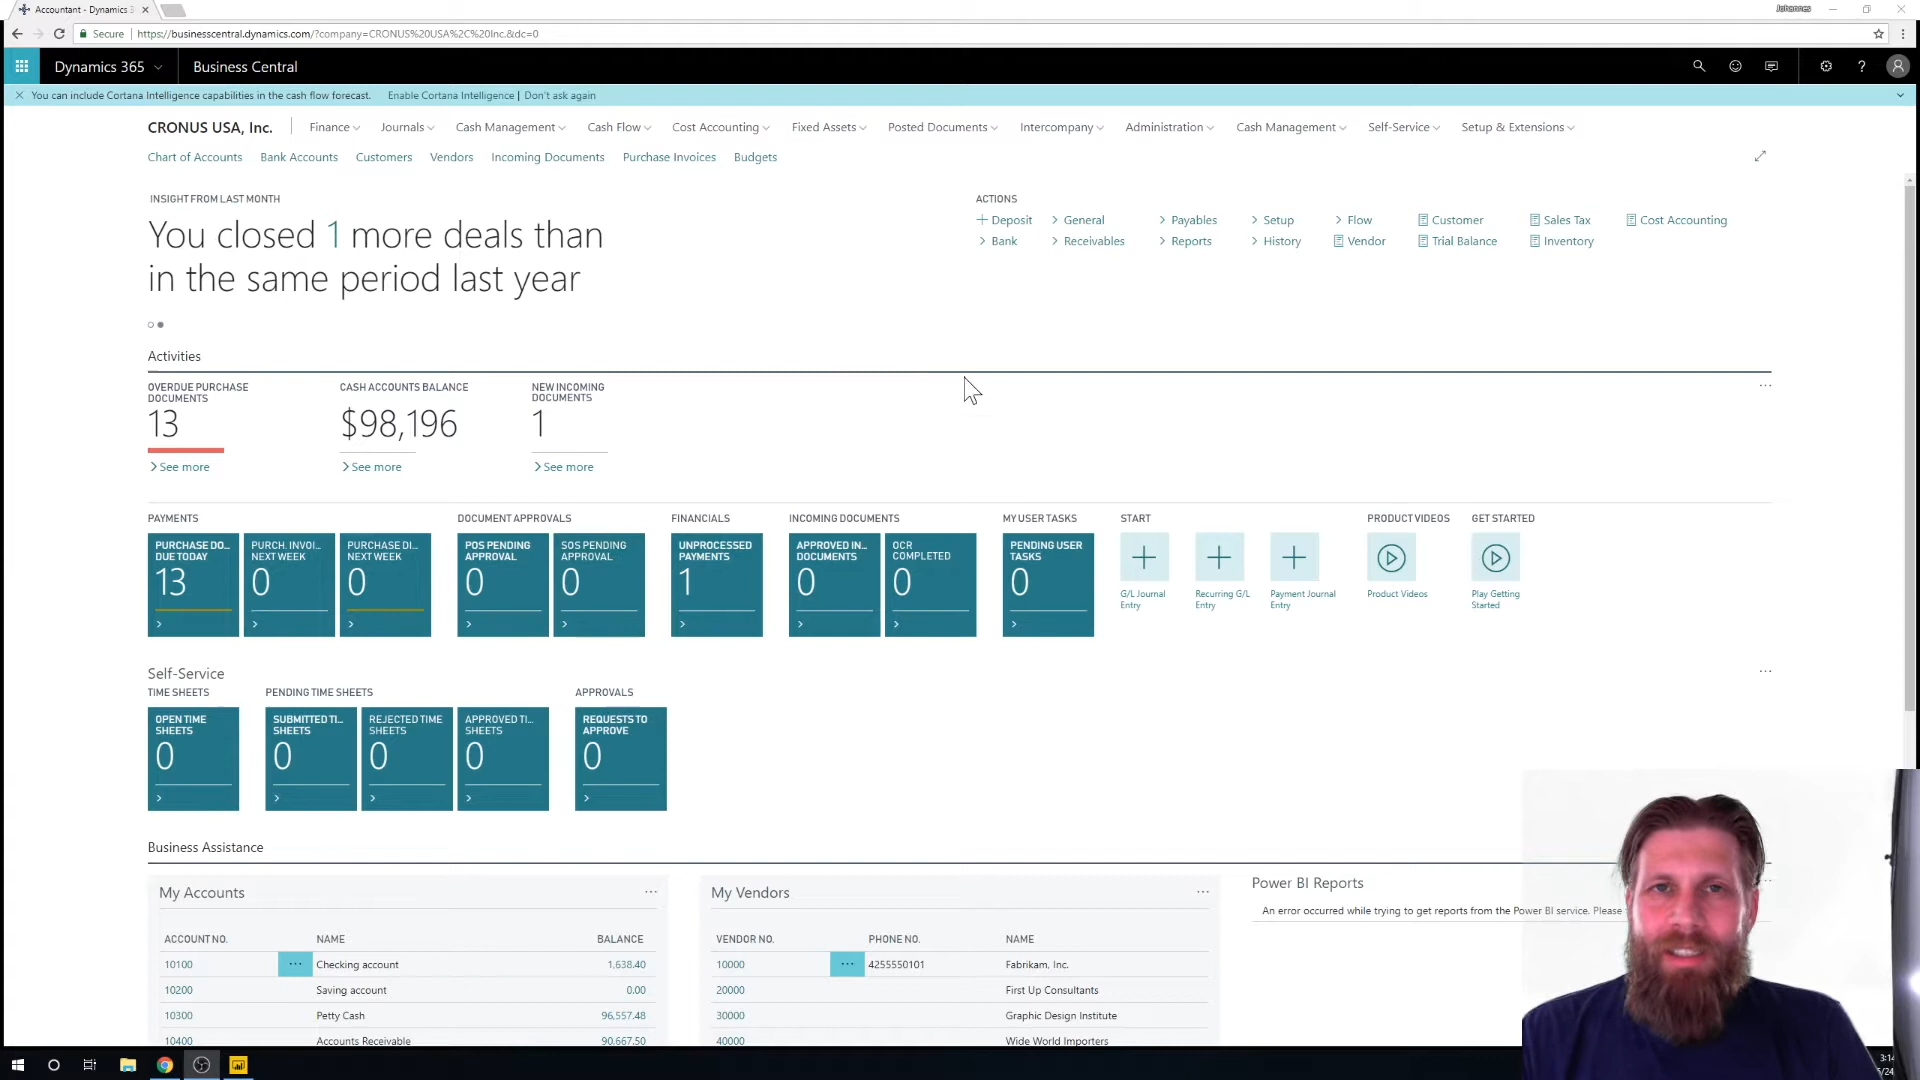 Accountant - Dynamics 3
Johannes
Secure
https://businesscentral.dynamics.com/?company=CRONUS%20USA%2C%20Inc.&dc=0
Dynamics 365
Business Central
You can include Cortana Intelligence capabilities in the cash flow forecast. Enable Cortana Intelligence | Don't ask again
CRONUS USA, Inc.
Finance Journals Cash Management Cash Flow Cost Accounting Fixed Assets Posted Documents Intercompany Administration Cash Management Self-Service Setup & Extensions
Chart of Accounts Bank Accounts Customers Vendors Incoming Documents Purchase Invoices Budgets
INSIGHT FROM LAST MONTH
You closed 1 more deals than
in the same period last year
ACTIONS
+ Deposit > General > Payables > Setup > Flow Customer Sales Tax Cost Accounting
> Bank > Receivables > Reports > History Vendor Trial Balance Inventory
Activities
OVERDUE PURCHASE
DOCUMENTS
13
> See more
CASH ACCOUNTS BALANCE
$98,196
> See more
NEW INCOMING
DOCUMENTS
1
> See more
PAYMENTS
PURCHASE DO...
DUE TODAY
13
PURCH. INVOI...
NEXT WEEK
0
PURCHASE DI...
NEXT WEEK
0
DOCUMENT APPROVALS
POS PENDING
APPROVAL
0
SOS PENDING
APPROVAL
0
FINANCIALS
UNPROCESSED
PAYMENTS
1
INCOMING DOCUMENTS
APPROVED IN...
DOCUMENTS
0
OCR
COMPLETED
0
MY USER TASKS
PENDING USER
TASKS
0
START
G/L Journal
Entry
Recurring G/L
Entry
Payment Journal
Entry
PRODUCT VIDEOS
Product Videos
GET STARTED
Play Getting
Started
Self-Service
TIME SHEETS
OPEN TIME
SHEETS
0
PENDING TIME SHEETS
SUBMITTED TI...
SHEETS
0
REJECTED TIME
SHEETS
0
APPROVED TI...
SHEETS
0
APPROVALS
REQUESTS TO
APPROVE
0
Business Assistance
My Accounts
ACCOUNT NO. NAME BALANCE
10100 Checking account 1,638.40
10200 Saving account 0.00
10300 Petty Cash 96,557.48
10400 Accounts Receivable 90,667.50
My Vendors
VENDOR NO. PHONE NO. NAME
10000 4255550101 Fabrikam, Inc.
20000 First Up Consultants
30000 Graphic Design Institute
40000 Wide World Importers
Power BI Reports
An error occurred while trying to get reports from the Power BI service. Please
3:14